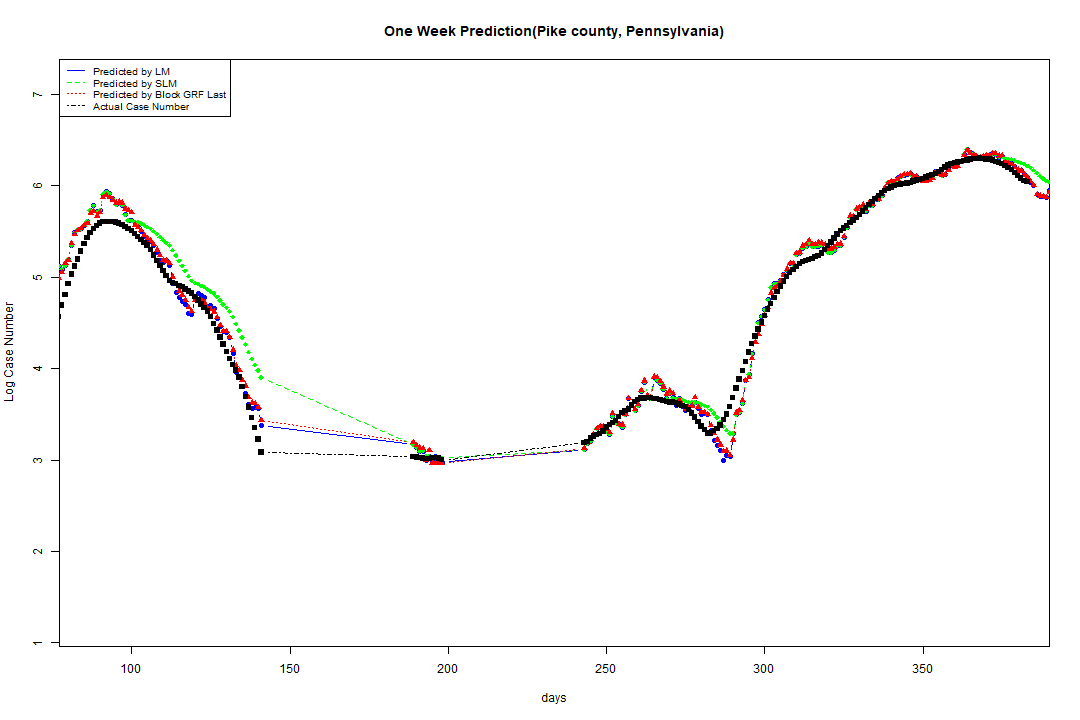 One Week Prediction(Pike county, Pennsylvania)
Predicted by LM
Predicted by SLM
Predicted by Block GRF Last
Actual Case Number
7
6
5
4
3
2
1
Log Case Number
100 150 200 250 300 350
days